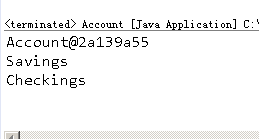 <terminated> Account [Java Application] C:\
Account@2a139a55
Savings
Checkings